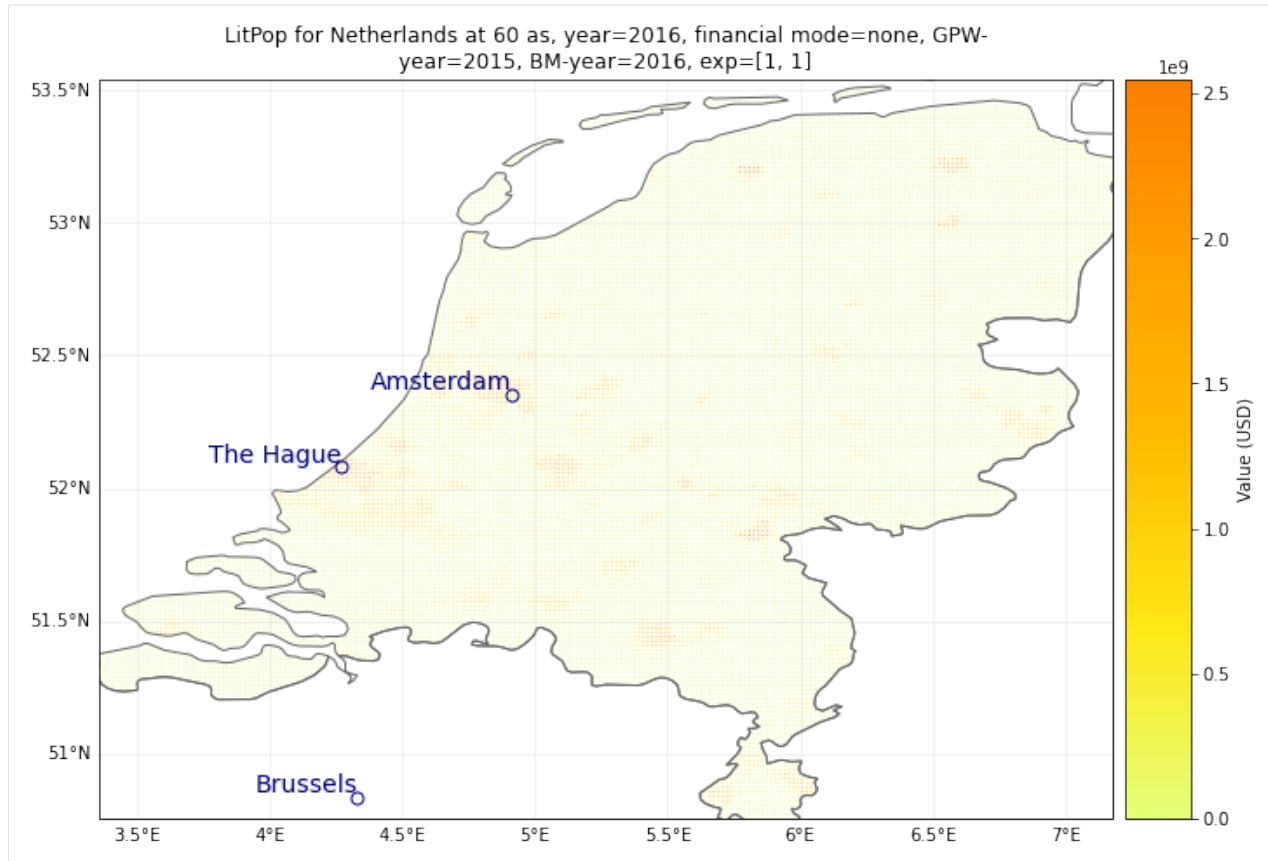 LitPop for Netherlands at 60 as, year=2016, financial mode=none, GPW-
year=2015, BM-year=2016, exp=[1, 1]
1e9
53.5°N
53°N
52.5°N
52°N
51.5°N
51°N
Amsterdam
The Hague
Brussels
3.5°E
4°E
4.5°E
5°E
5.5°E
6°E
6.5°E
7°E
2.5
2.0
1.5
1.0
0.5
0.0
Value (USD)